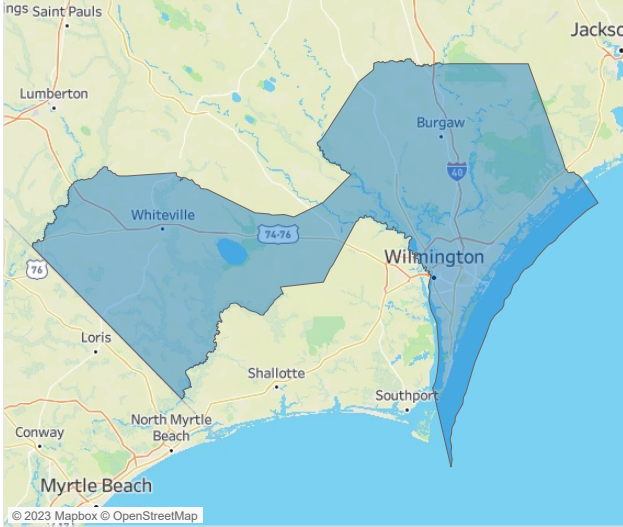 ings
Saint Pauls
Jackso
Lumberton
Burgaw
40
Whiteville
74-76
Wilmington
76
Loris
Shallotte
Southport
North Myrtle
Beach
Conway
Myrtle Beach
© 2023 Mapbox © OpenStreetMap